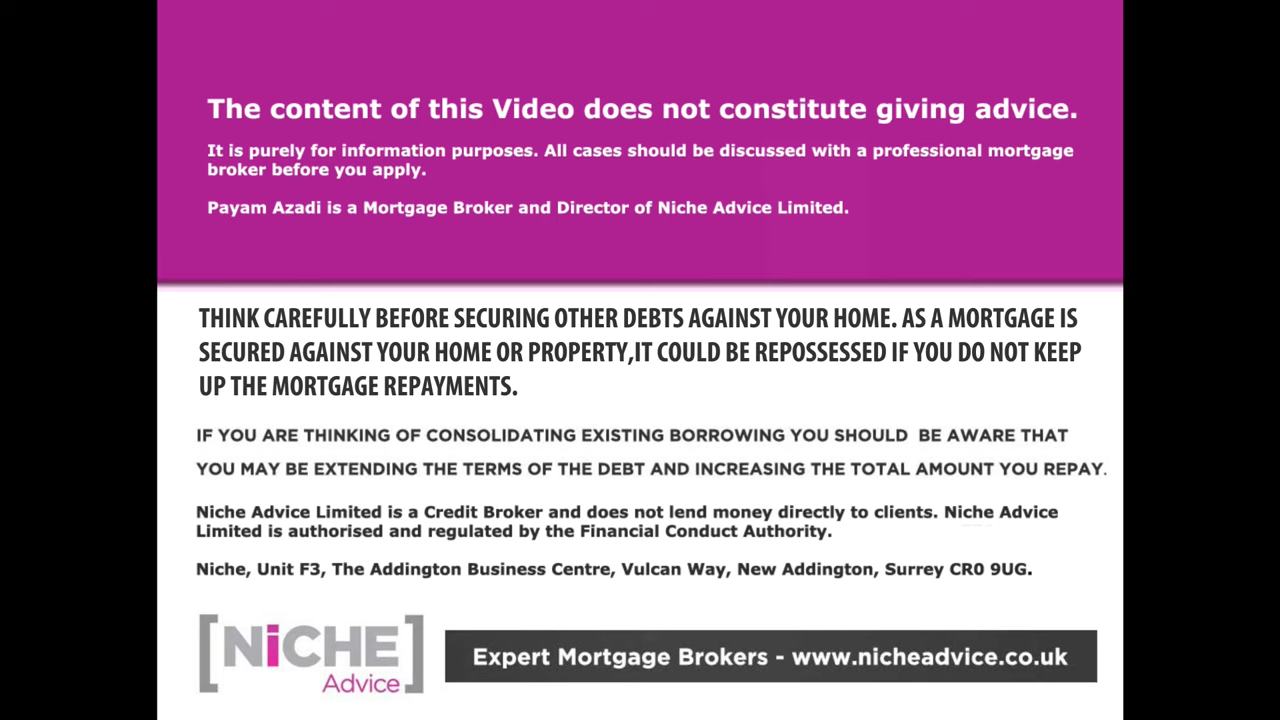 The content of this Video does not constitute giving advice.
It is purely for information purposes. All cases should be discussed with a professional mortgage
broker before you apply.
Payam Azadi is a Mortgage Broker and Director of Niche Advice Limited.
THINK CAREFULLY BEFORE SECURING OTHER DEBTS AGAINST YOUR HOME. AS A MORTGAGE IS
SECURED AGAINST YOUR HOME OR PROPERTY,IT COULD BE REPOSSESSED IF YOU DO NOT KEEP
UP THE MORTGAGE REPAYMENTS.
IF YOU ARE THINKING OF CONSOLIDATING EXISTING BORROWING YOU SHOULD BE AWARE THAT
YOU MAY BE EXTENDING THE TERMS OF THE DEBT AND INCREASING THE TOTAL AMOUNT YOU REPAY.
Niche Advice Limited is a Credit Broker and does not lend money directly to clients. Niche Advice
Limited is authorised and regulated by the Financial Conduct Authority.
Niche, Unit F3, The Addington Business Centre, Vulcan Way, New Addington, Surrey CR0 9UG.
[NiCHE]
Advice
Expert Mortgage Brokers - www.nicheadvice.co.uk